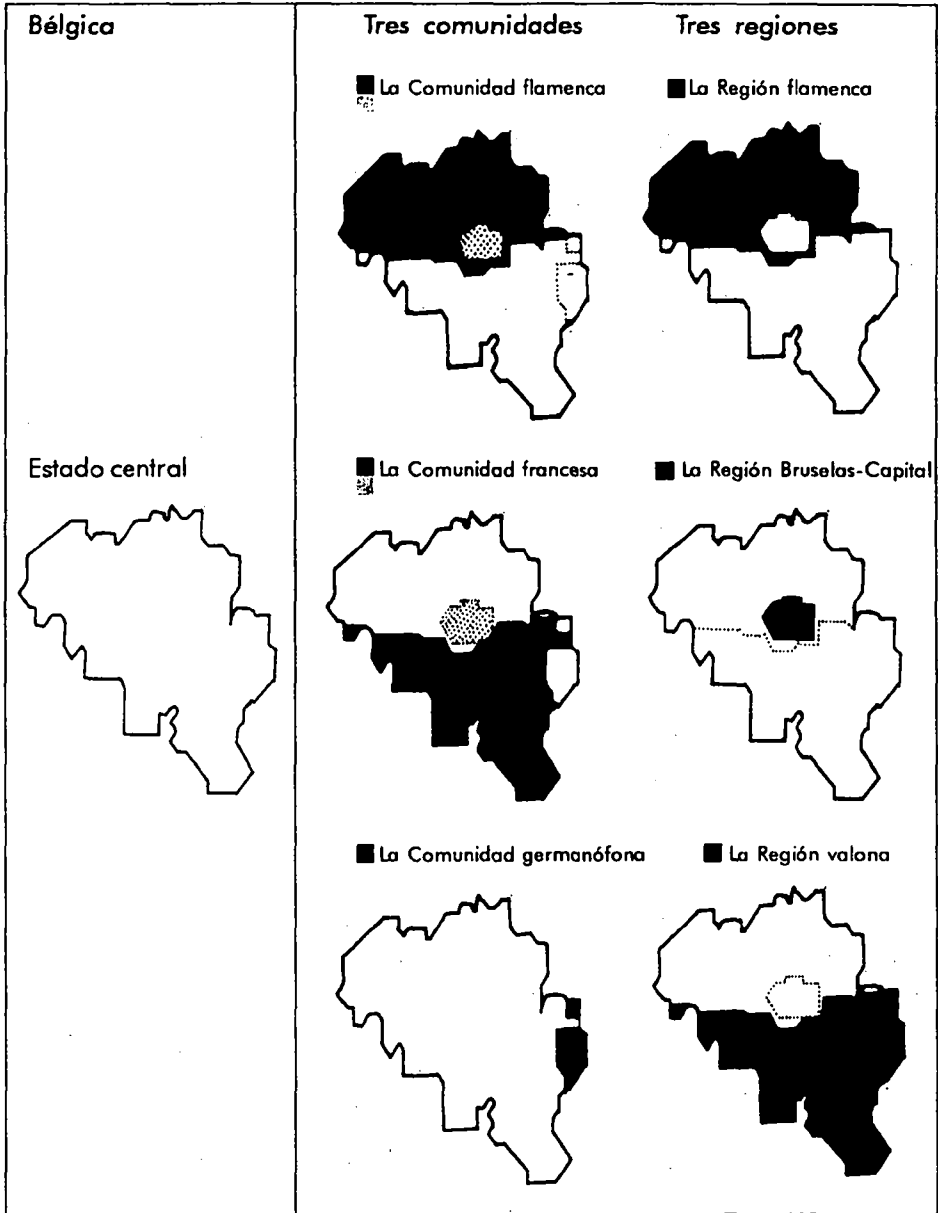 Bélgica
Tres comunidades
Tres regiones
La Comunidad flamenca
La Región flamenca
Estado central
La Comunidad francesa
La Región Bruselas-Capital
La Comunidad germanófona
La Región valona